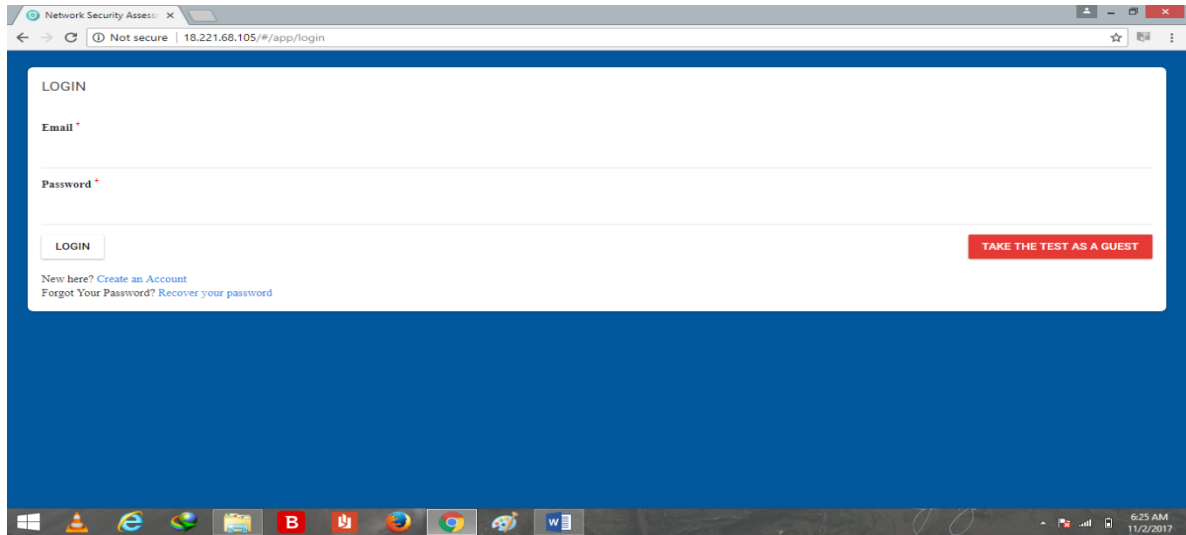 Network Security Assess
Not secure | 18.221.68.105/#/app/login
LOGIN
Email *
Password *
LOGIN
TAKE THE TEST AS A GUEST
New here? Create an Account
Forgot Your Password? Recover your password
B
W
6:25 AM
11/2/2017